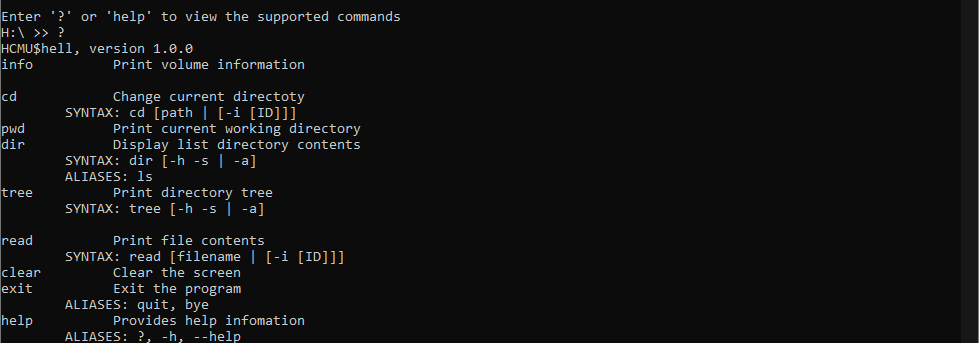 Enter '?' or 'help' to view the supported commands
H:\ >> ?
HCMU$hell, version 1.0.0
info          Print volume information
cd            Change current directoty
        SYNTAX: cd [path | [-i [ID]]]
pwd           Print current working directory
dir           Display list directory contents
        SYNTAX: dir [-h -s | -a]
        ALIASES: ls
tree          Print directory tree
        SYNTAX: tree [-h -s | -a]
read          Print file contents
        SYNTAX: read [filename | [-i [ID]]]
clear         Clear the screen
exit          Exit the program
        ALIASES: quit, bye
help          Provides help infomation
        ALIASES: ?, -h, --help